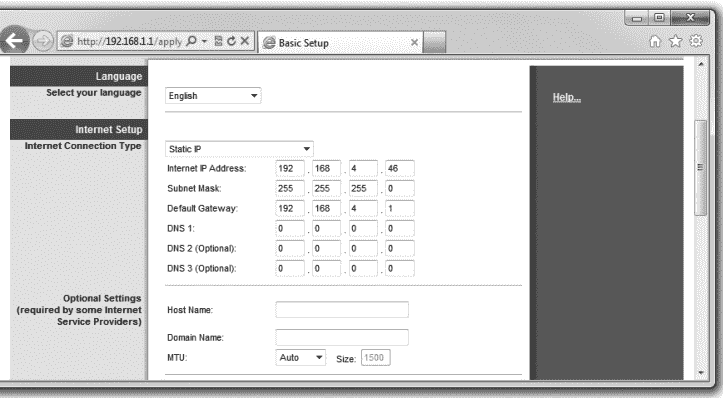 http://192.168.1.1/apply
Basic Setup
Language
Select your language
English
Internet Setup
Internet Connection Type
Static IP
Internet IP Address: 192 . 168 . 4 . 46
Subnet Mask: 255 . 255 . 255 . 0
Default Gateway: 192 . 168 . 4 . 1
DNS 1: 0 . 0 . 0 . 0
DNS 2 (Optional): 0 . 0 . 0 . 0
DNS 3 (Optional): 0 . 0 . 0 . 0
Optional Settings
(required by some Internet
Service Providers)
Host Name:
Domain Name:
MTU: Auto Size: 1500
Help...